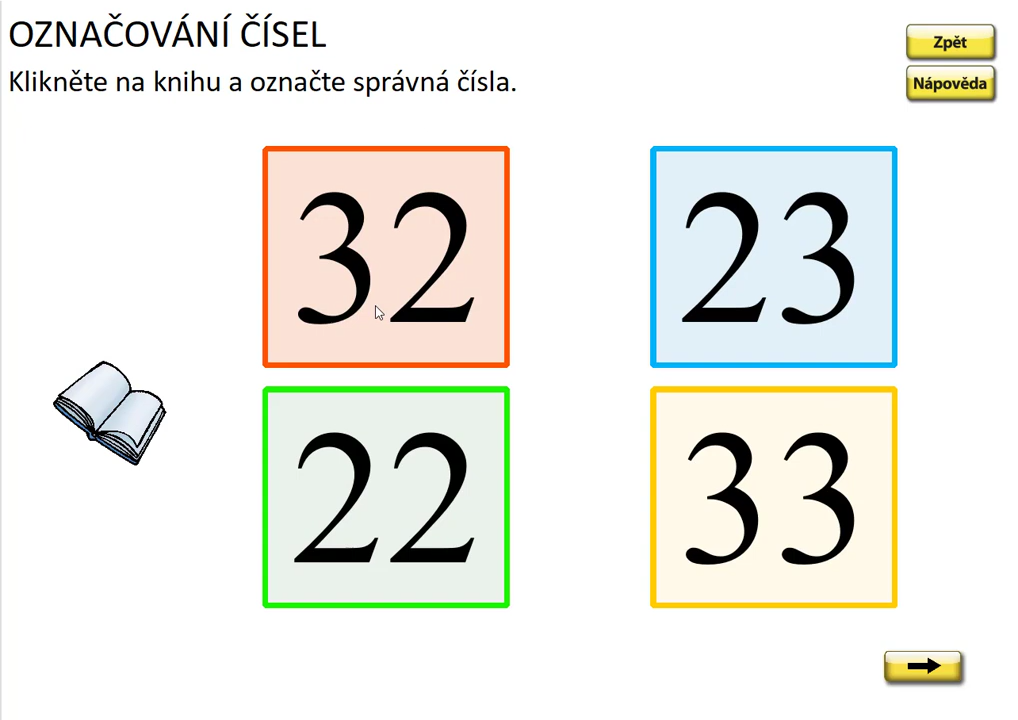 OZNAČOVÁNÍ ČÍSEL
Klikněte na knihu a označte správná čísla.
Zpět
Nápověda
32
23
22
33